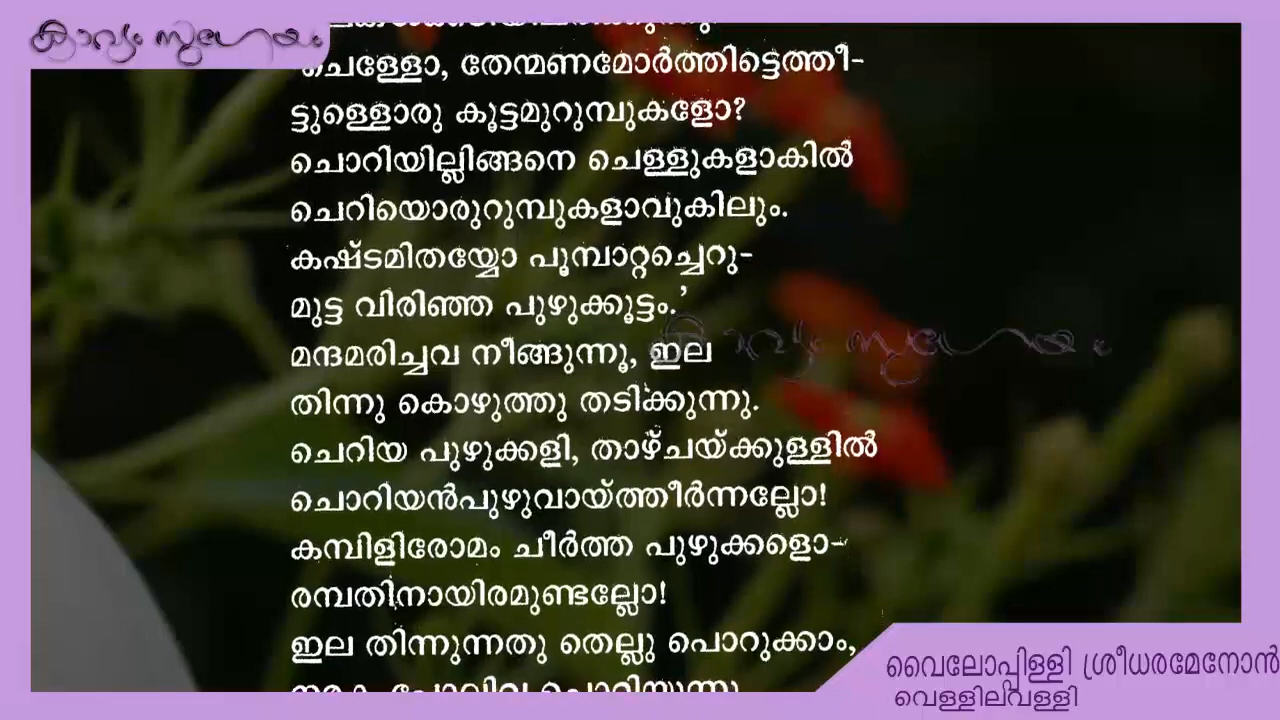 കാവ്യം സുഗേയം
ചെള്ളോ, തേന്മണമോർത്തിട്ടെത്തീ-
ട്ടുള്ളൊരു കൂട്ടമുറുമ്പുകളോ?
ചൊറിയില്ലിങ്ങനെ ചെള്ളുകളാകിൽ
ചെറിയൊരുറുമ്പുകളാവുകിലും.
കഷ്ടമിതയ്യോ പൂമ്പാറ്റച്ചെറു-
മുട്ട വിരിഞ്ഞ പുഴുക്കൂട്ടം.’
കാവ്യം സുഗേയം
മന്ദമരിച്ചവ നീങ്ങുന്നൂ, ഇല
തിന്നു കൊഴുത്തു തടിക്കുന്നു.
ചെറിയ പുഴുക്കളി, താഴ്ചയ്ക്കുള്ളിൽ
ചൊറിയൻപുഴുവായ്ത്തീർന്നല്ലോ!
കമ്പിളിരോമം ചീർത്ത പുഴുക്കളൊ-
രമ്പതിനായിരമുണ്ടല്ലോ!
ഇല തിന്നുന്നതു തെല്ലു പൊറുക്കാം,
വൈലോപ്പിള്ളി ശ്രീധരമേനോൻ
വെള്ളിലവള്ളി